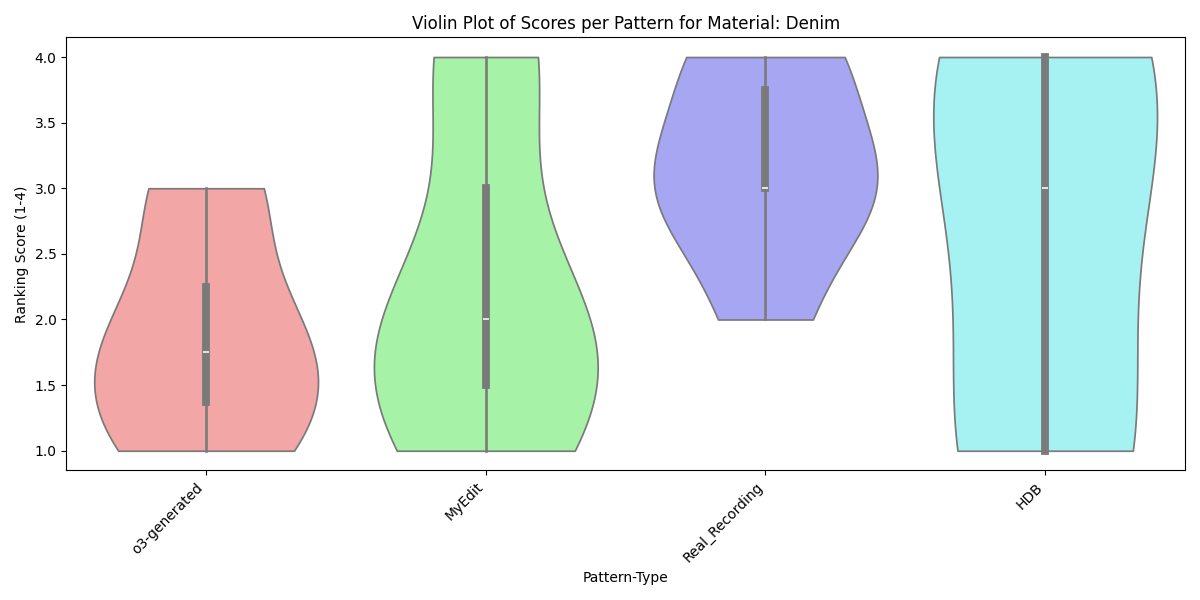 Violin Plot of Scores per Pattern for Material: Denim
Ranking Score (1-4)
4.0
3.5
3.0
2.5
2.0
1.5
1.0
o3-generated
MyEdit
Real_Recording
HDB
Pattern-Type